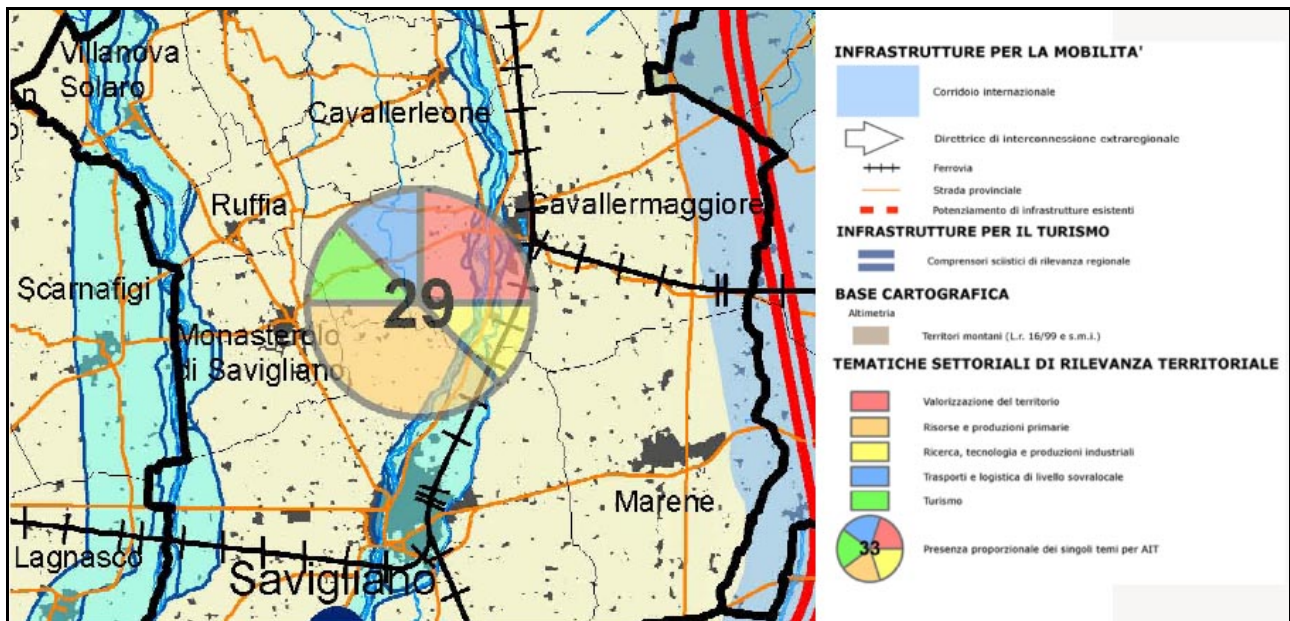 Villanova
Solaro
n
o
Cavallerleone
Ruffia
Cavallermaggiore
Scarnafigi
29
Monasterolo
di Savigliano
Marene
Lagnasco
Savigliano
INFRASTRUTTURE PER LA MOBILITA'
Corridoio internazionale
Direttrice di interconnessione extraregionale
Ferrovia
Strada provinciale
Potenziamento di infrastrutture esistenti
INFRASTRUTTURE PER IL TURISMO
Comprensori sciistici di rilevanza regionale
BASE CARTOGRAFICA
Altimetria
Territori montani (L.r. 16/99 e s.m.i.)
TEMATICHE SETTORIALI DI RILEVANZA TERRITORIALE
Valorizzazione del territorio
Risorse e produzioni primarie
Ricerca, tecnologia e produzioni industriali
Trasporti e logistica di livello sovralocale
Turismo
33
Presenza proporzionale dei singoli temi per AIT